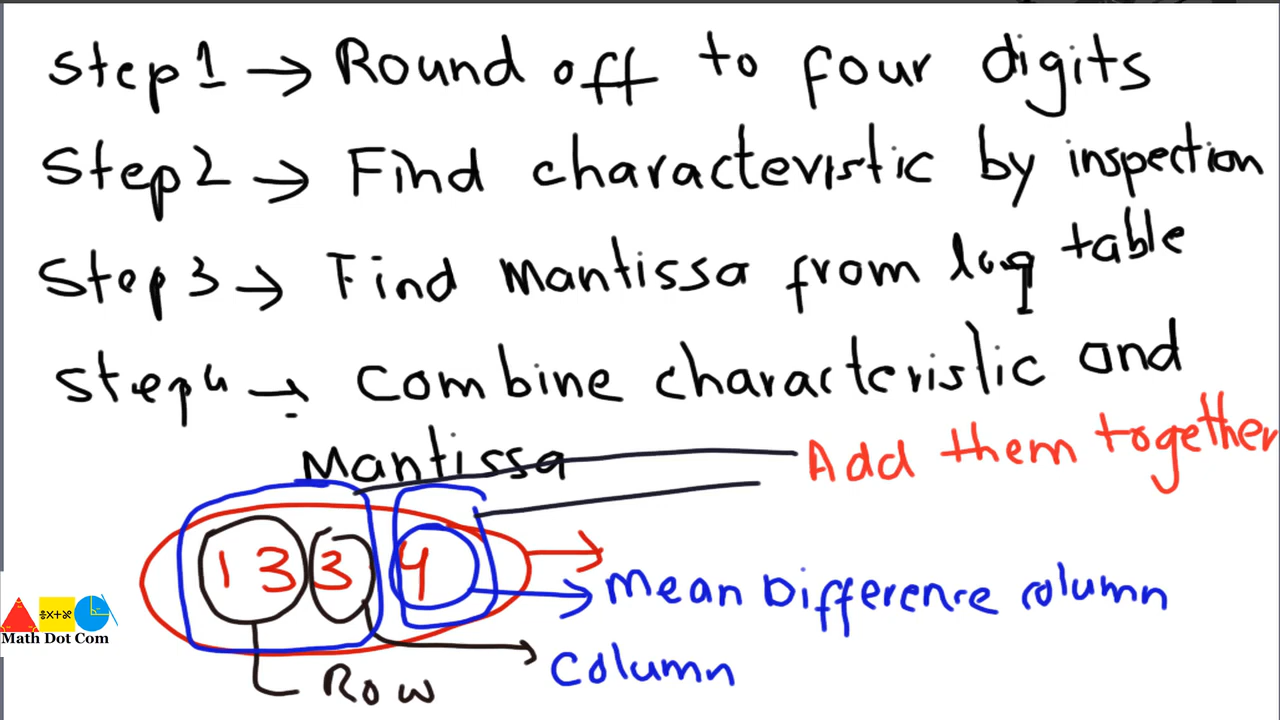 Step 1 → Round off to four digits
Step 2 → Find characteristic by inspection
Step 3 → Find Mantissa from log table
Step 4 → Combine characteristic and
Mantissa
Add them together
1 3 3 4
Mean Difference column
Column
Row
÷×+×
Math Dot Com